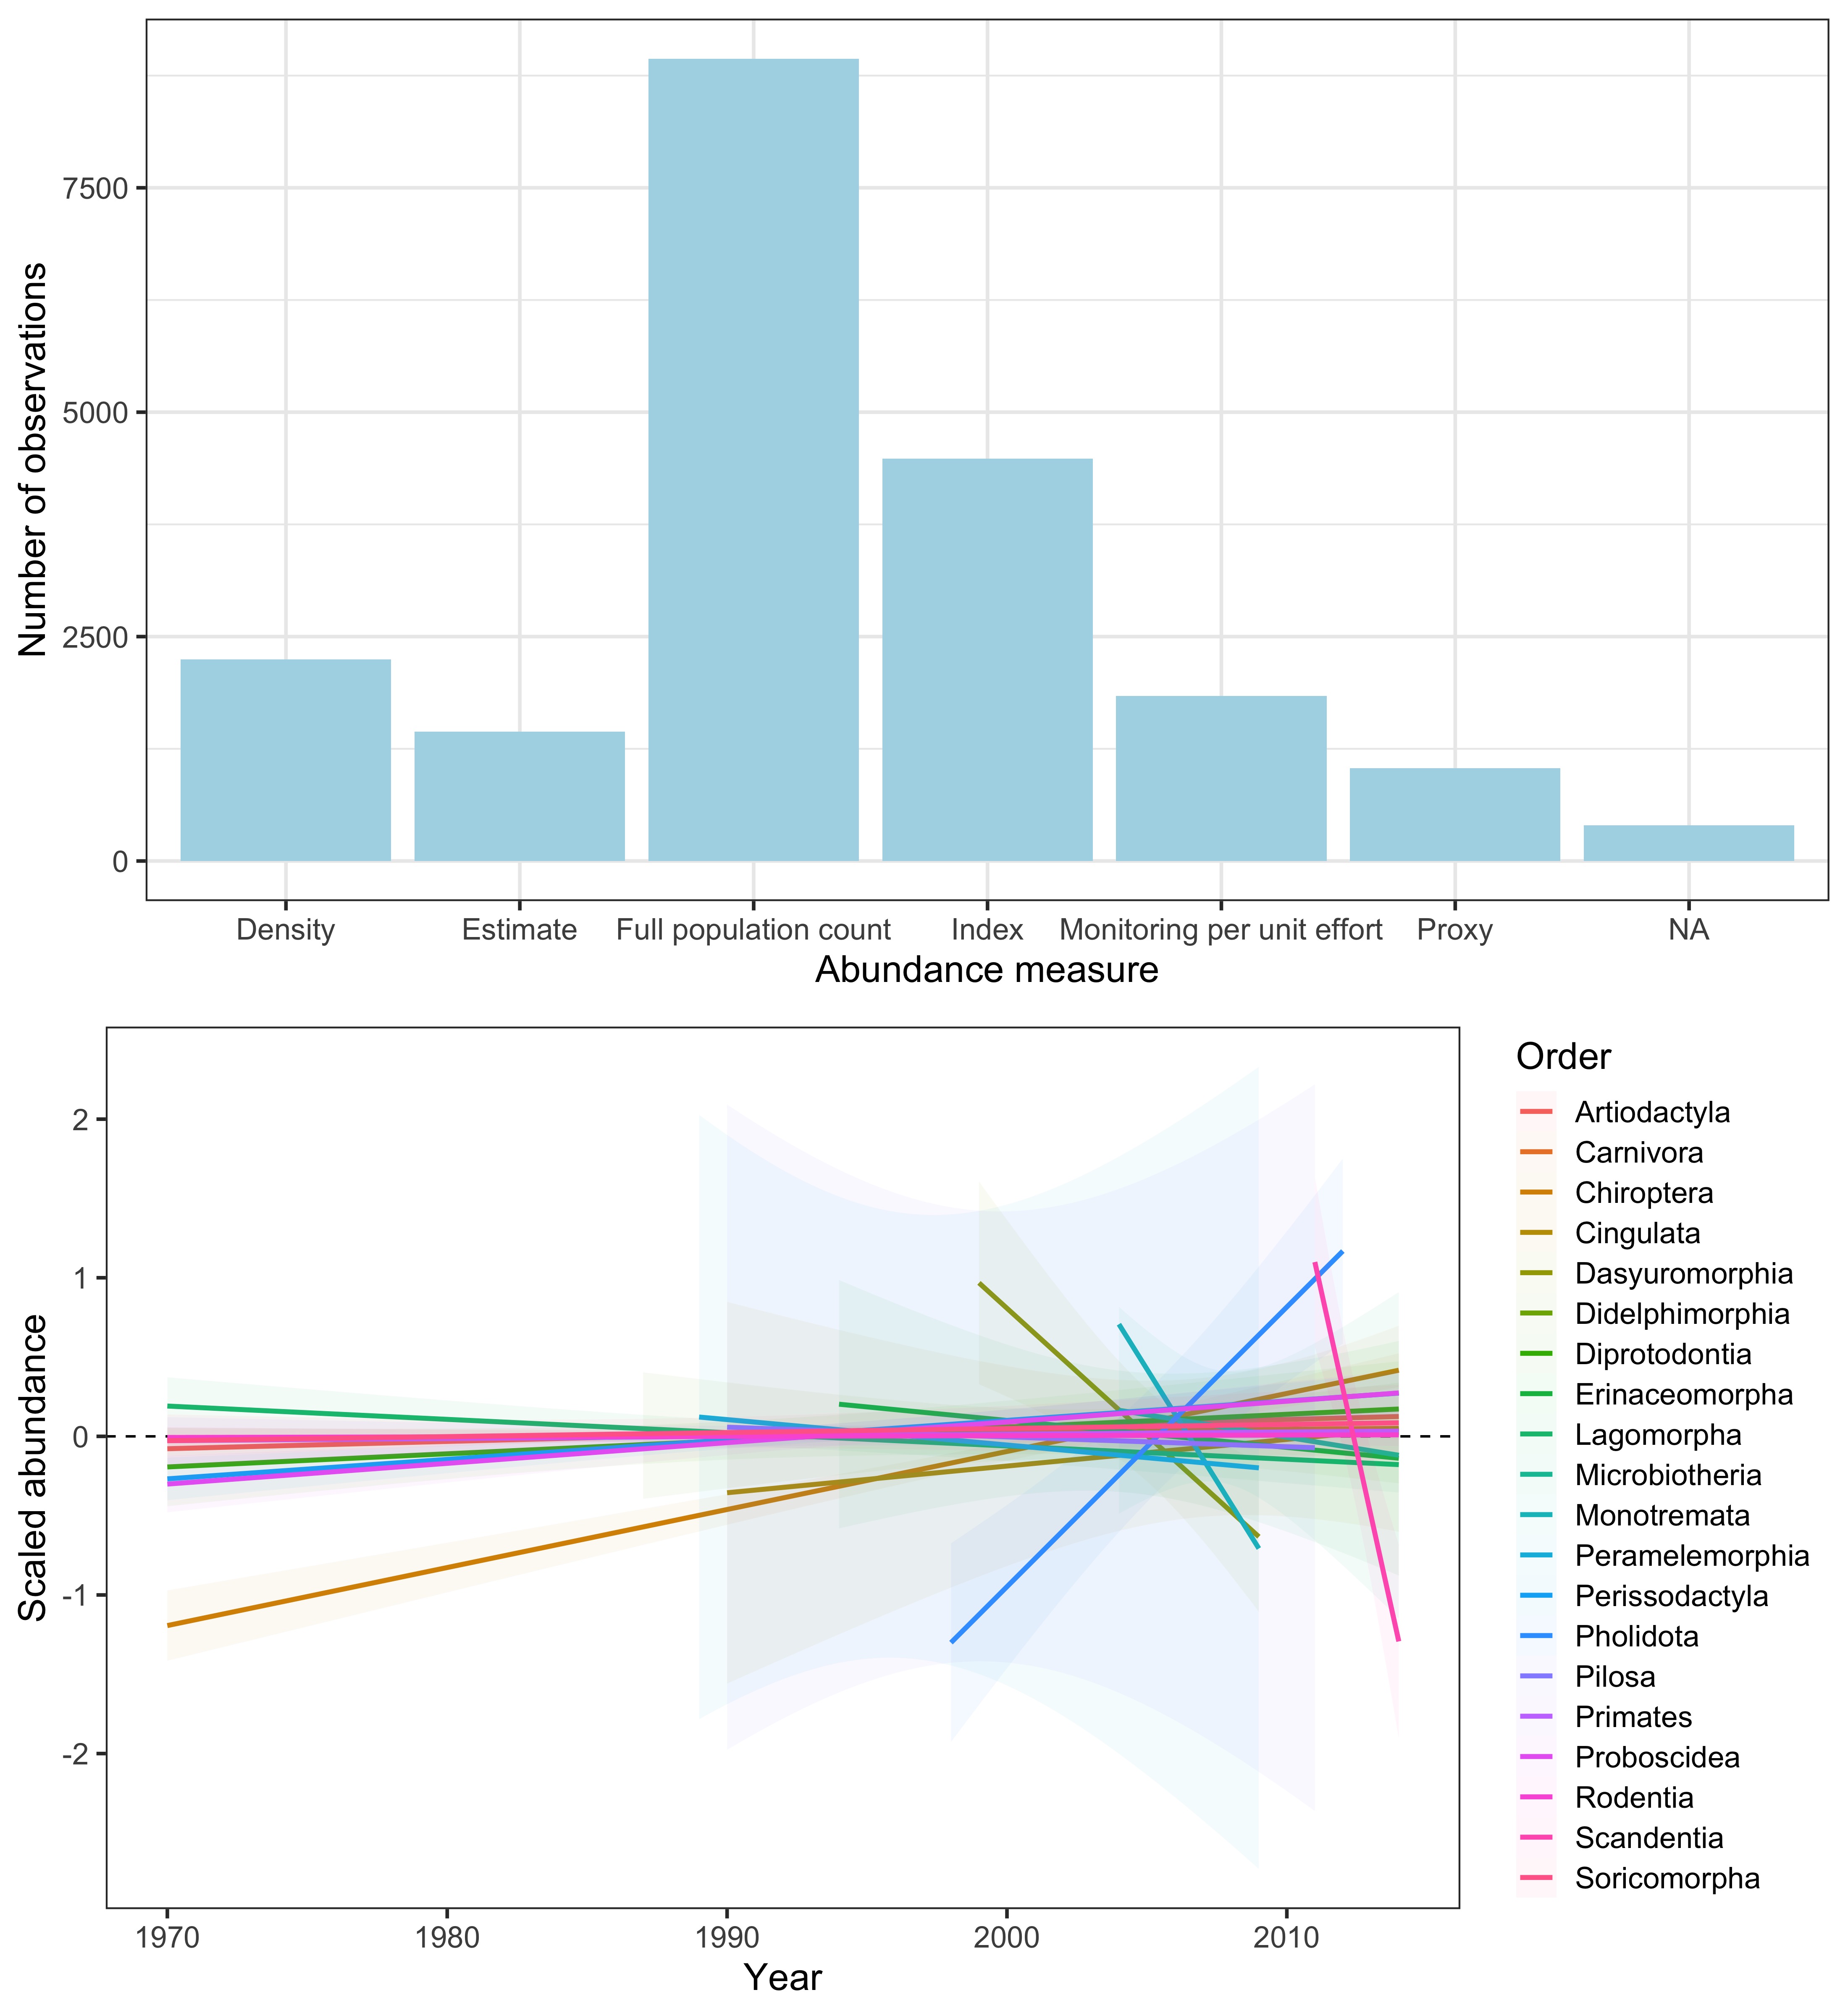 Number of observations
7500
5000
2500
0
Density Estimate Full population count Index Monitoring per unit effort Proxy NA
Abundance measure
Scaled abundance
2
1
0
-1
-2
1970 1980 1990 2000 2010
Year
Order
Artiodactyla
Carnivora
Chiroptera
Cingulata
Dasyuromorphia
Didelphimorphia
Diprotodontia
Erinaceomorpha
Lagomorpha
Microbiotheria
Monotremata
Peramelemorphia
Perissodactyla
Pholidota
Pilosa
Primates
Proboscidea
Rodentia
Scandentia
Soricomorpha